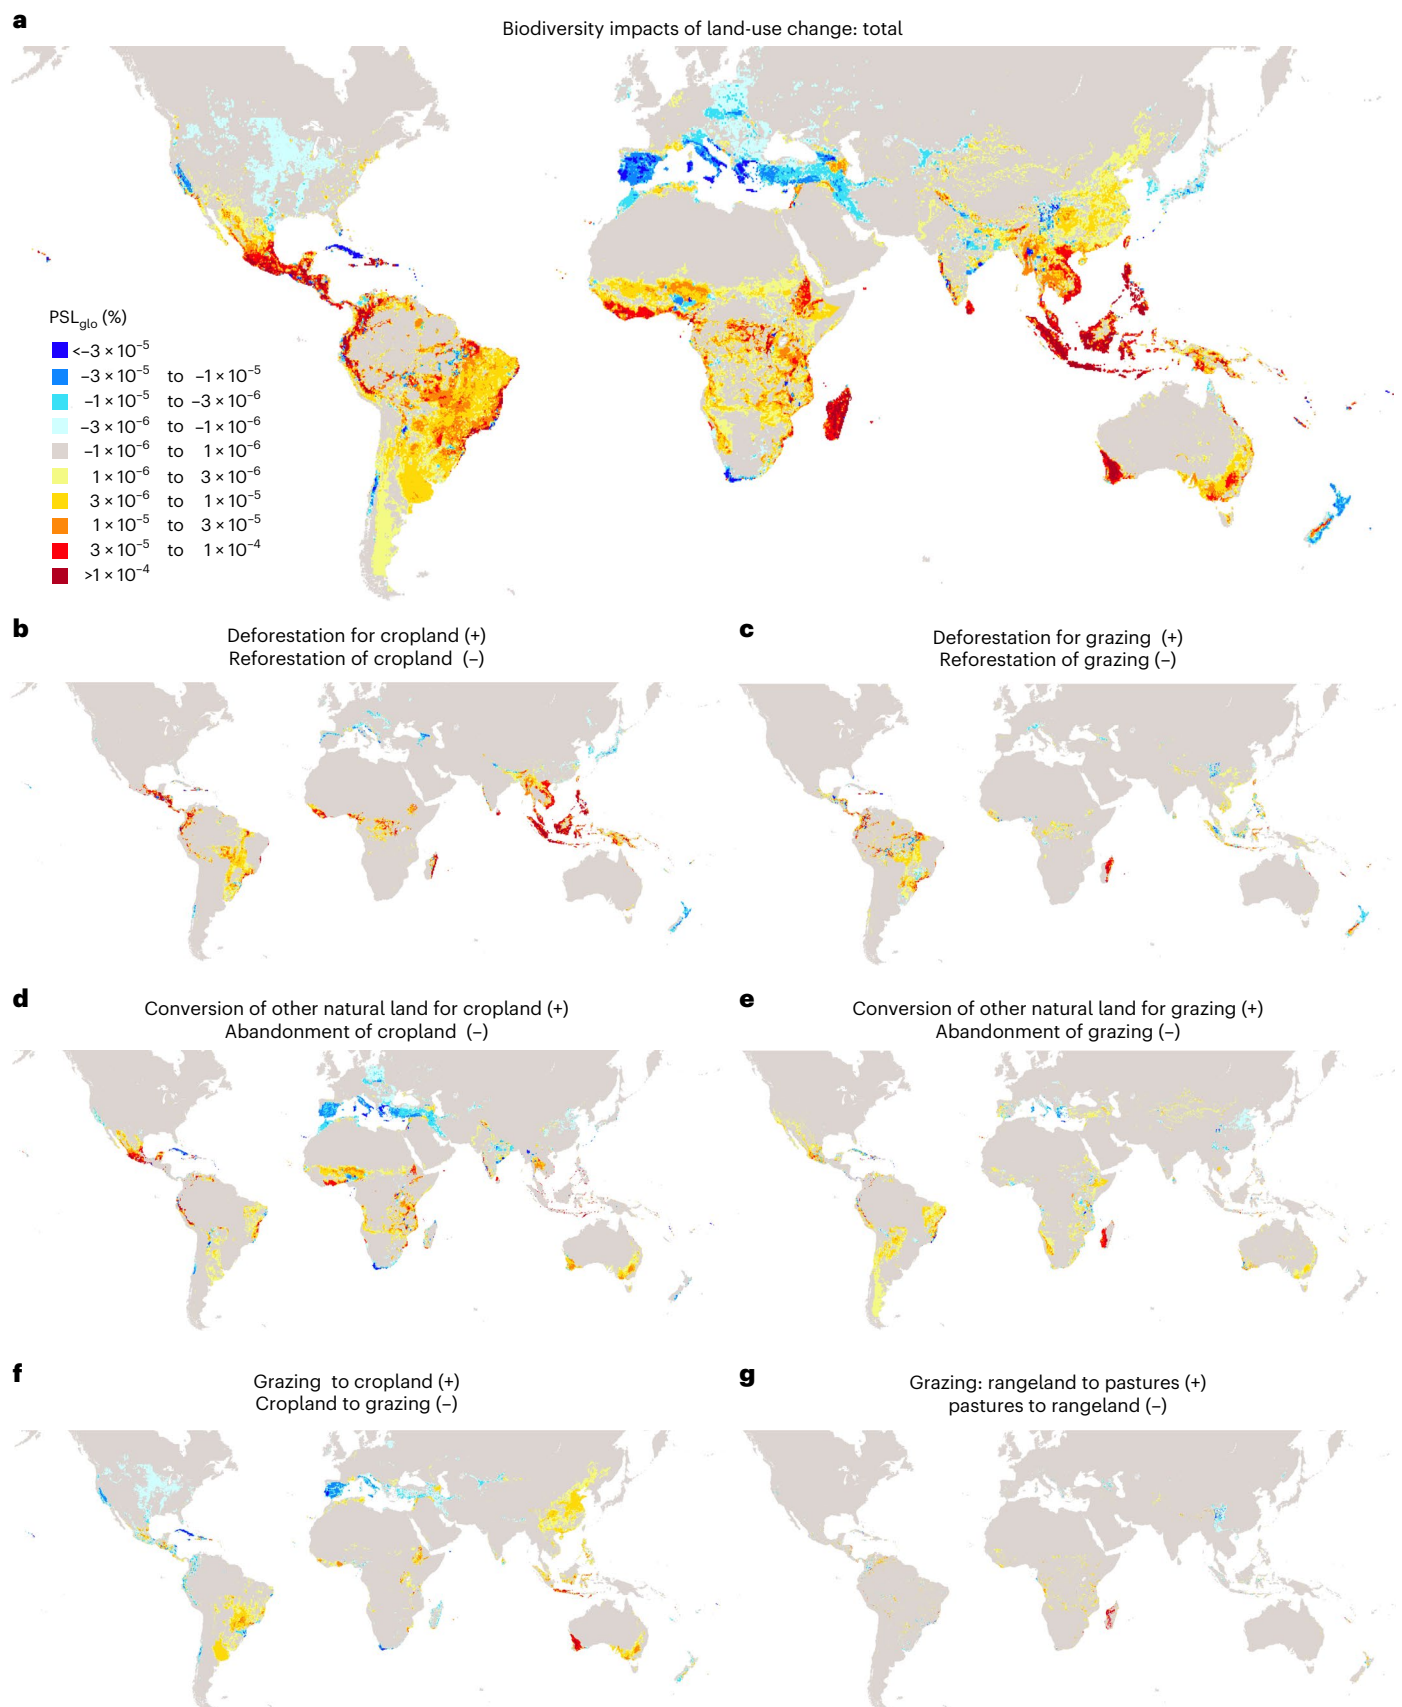 a
Biodiversity impacts of land-use change: total
PSL_glo (%)
<–3 × 10⁻⁵
–3 × 10⁻⁵ to –1 × 10⁻⁵
–1 × 10⁻⁵ to –3 × 10⁻⁶
–3 × 10⁻⁶ to –1 × 10⁻⁶
–1 × 10⁻⁶ to 1 × 10⁻⁶
1 × 10⁻⁶ to 3 × 10⁻⁶
3 × 10⁻⁶ to 1 × 10⁻⁵
1 × 10⁻⁵ to 3 × 10⁻⁵
3 × 10⁻⁵ to 1 × 10⁻⁴
>1 × 10⁻⁴
b
Deforestation for cropland (+)
Reforestation of cropland (–)
c
Deforestation for grazing (+)
Reforestation of grazing (–)
d
Conversion of other natural land for cropland (+)
Abandonment of cropland (–)
e
Conversion of other natural land for grazing (+)
Abandonment of grazing (–)
f
Grazing to cropland (+)
Cropland to grazing (–)
g
Grazing: rangeland to pastures (+)
pastures to rangeland (–)